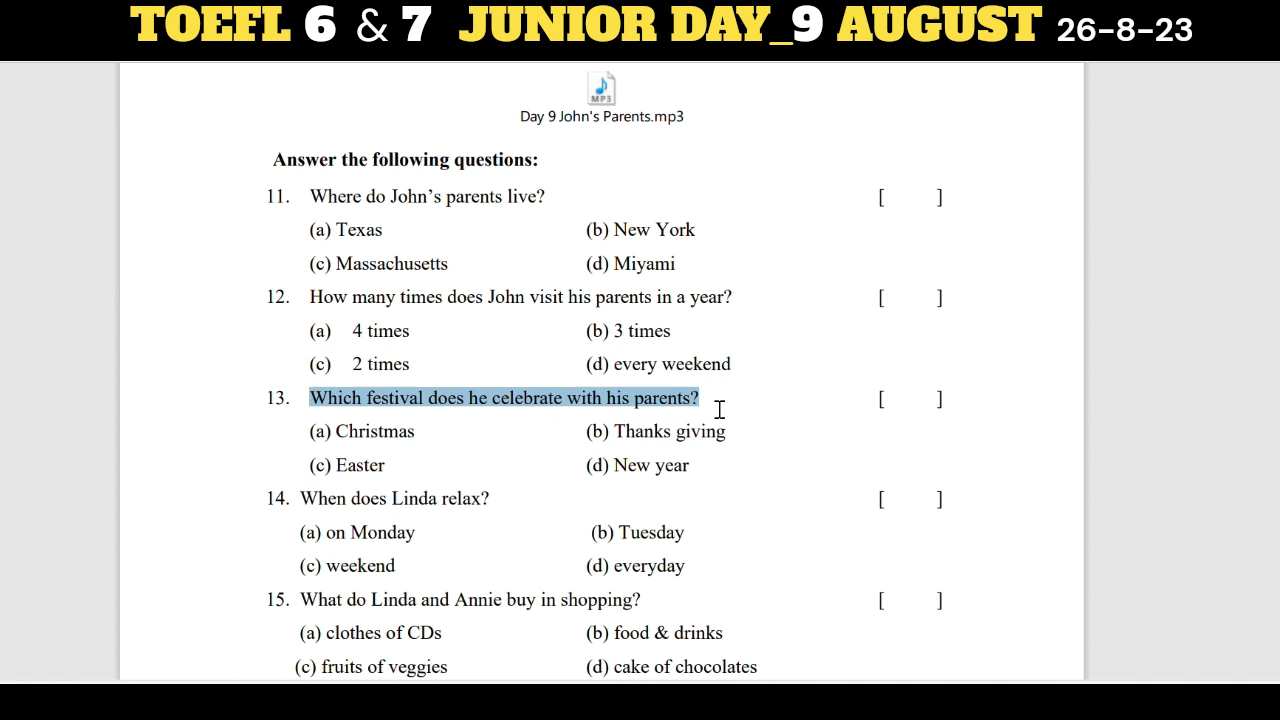 TOEFL 6 & 7 JUNIOR DAY_9 AUGUST 26-8-23
MP3
Day 9 John's Parents.mp3
Answer the following questions:
11. Where do John’s parents live? [ ]
(a) Texas (b) New York
(c) Massachusetts (d) Miyami
12. How many times does John visit his parents in a year? [ ]
(a) 4 times (b) 3 times
(c) 2 times (d) every weekend
13. Which festival does he celebrate with his parents? [ ]
(a) Christmas (b) Thanks giving
(c) Easter (d) New year
14. When does Linda relax? [ ]
(a) on Monday (b) Tuesday
(c) weekend (d) everyday
15. What do Linda and Annie buy in shopping? [ ]
(a) clothes of CDs (b) food & drinks
(c) fruits of veggies (d) cake of chocolates